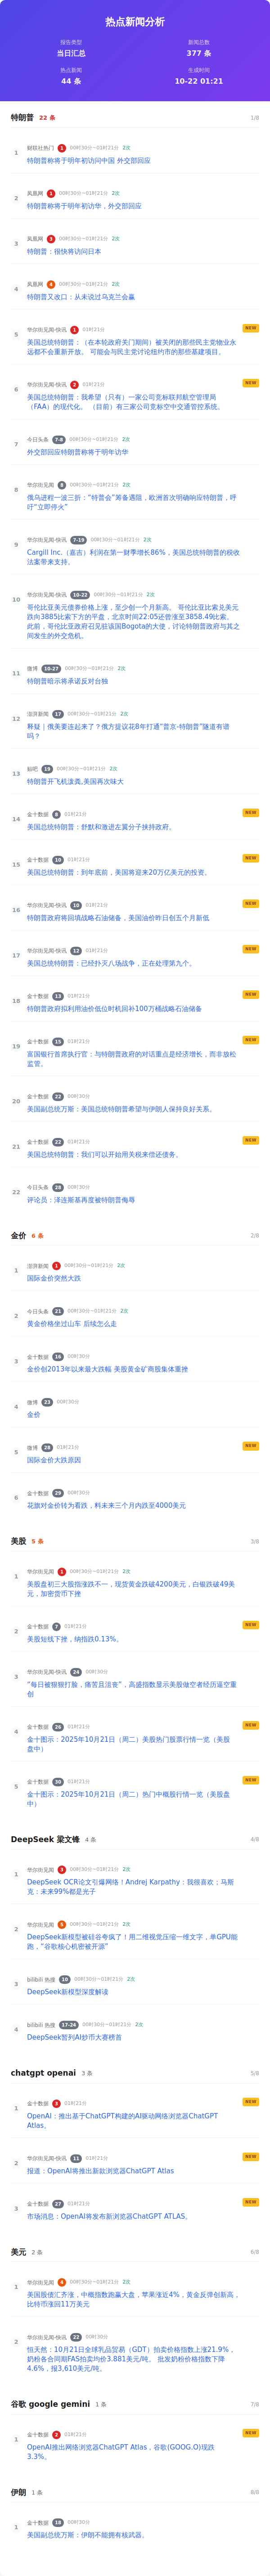 热点新闻分析
报告类型
新闻总数
当日汇总
377 条
热点新闻
生成时间
44 条
10-22 01:21
特朗普 22 条 1/8
1 财联社热门 1 00时30分~01时21分 2次
特朗普称将于明年初访问中国 外交部回应
2 凤凰网 1 00时30分~01时21分 2次
特朗普称将于明年初访华，外交部回应
3 凤凰网 3 00时30分~01时21分 2次
特朗普：很快将访问日本
4 凤凰网 4 00时30分~01时21分 2次
特朗普又改口：从未说过乌克兰会赢
5 华尔街见闻-快讯 1 01时21分 NEW
美国总统特朗普：（在本轮政府关门期间）被关闭的那些民主党物业永
远都不会重新开放。 可能会与民主党讨论纽约市的那些基建项目。
6 华尔街见闻-快讯 2 01时21分 NEW
美国总统特朗普：我希望（只有）一家公司竞标联邦航空管理局
（FAA）的现代化。 （目前）有三家公司竞标空中交通管控系统。
7 今日头条 7-8 00时30分~01时21分 2次
外交部回应特朗普称将于明年初访华
8 华尔街见闻 8 00时30分~01时21分 2次
俄乌进程一波三折：“特普会”筹备遇阻，欧洲首次明确响应特朗普，呼
吁“立即停火”
9 华尔街见闻-快讯 7-19 00时30分~01时21分 2次
Cargill Inc.（嘉吉）利润在第一财季增长86%，美国总统特朗普的税收
法案带来支持。
10 华尔街见闻-快讯 10-22 00时30分~01时21分 2次
哥伦比亚美元债券价格上涨，至少创一个月新高。 哥伦比亚比索兑美元
跌向3885比索下方的平盘，北京时间22:05还曾涨至3858.49比索。
此前，哥伦比亚政府召见驻该国Bogota的大使，讨论特朗普政府与其之
间发生的外交危机。
11 微博 10-27 00时30分~01时21分 2次
特朗普暗示将承诺反对台独
12 澎湃新闻 17 00时30分~01时21分 2次
释疑｜俄美要连起来了？俄方提议花8年打通“普京-特朗普”隧道有谱
吗？
13 贴吧 19 00时30分~01时21分 2次
特朗普开飞机泼粪,美国再次味大
14 金十数据 8 01时21分 NEW
美国总统特朗普：舒默和激进左翼分子挟持政府。
15 金十数据 10 01时21分 NEW
美国总统特朗普：到年底前，美国将迎来20万亿美元的投资。
16 华尔街见闻-快讯 10 01时21分 NEW
特朗普政府将回填战略石油储备，美国油价昨日创五个月新低
17 华尔街见闻-快讯 12 01时21分 NEW
美国总统特朗普：已经扑灭八场战争，正在处理第九个。
18 金十数据 13 01时21分 NEW
特朗普政府拟利用油价低位时机回补100万桶战略石油储备
19 金十数据 15 01时21分 NEW
富国银行首席执行官：与特朗普政府的对话重点是经济增长，而非放松
监管。
20 金十数据 22 00时30分
美国副总统万斯：美国总统特朗普希望与伊朗人保持良好关系。
21 金十数据 22 01时21分 NEW
美国总统特朗普：我们可以开始用关税来偿还债务。
22 今日头条 28 00时30分
评论员：泽连斯基再度被特朗普侮辱
金价 6 条 2/8
1 澎湃新闻 1 00时30分~01时21分 2次
国际金价突然大跌
2 今日头条 21 00时30分~01时21分 2次
黄金价格坐过山车 后续怎么走
3 金十数据 16 00时30分
金价创2013年以来最大跌幅 美股黄金矿商股集体重挫
4 微博 23 00时30分
金价
5 微博 28 01时21分 NEW
国际金价大跌原因
6 金十数据 29 00时30分
花旗对金价转为看跌，料未来三个月内跌至4000美元
美股 5 条 3/8
1 华尔街见闻 1 00时30分~01时21分 2次
美股盘初三大股指涨跌不一，现货黄金跌破4200美元，白银跌破49美
元，加密货币下挫
2 金十数据 7 01时21分 NEW
美股短线下挫，纳指跌0.13%。
3 华尔街见闻-快讯 24 00时30分
“每日被狠狠打脸，痛苦且沮丧”，高盛指数显示美股做空者经历逼空重
创
4 金十数据 26 01时21分 NEW
金十图示：2025年10月21日（周二）美股热门股票行情一览（美股
盘中）
5 金十数据 30 01时21分 NEW
金十图示：2025年10月21日（周二）热门中概股行情一览（美股盘
中）
DeepSeek 梁文锋 4 条 4/8
1 华尔街见闻 3 00时30分~01时21分 2次
DeepSeek OCR论文引爆网络！Andrej Karpathy：我很喜欢；马斯
克：未来99%都是光子
2 华尔街见闻 5 00时30分~01时21分 2次
DeepSeek新模型被硅谷夸疯了！用二维视觉压缩一维文字，单GPU能
跑，“谷歌核心机密被开源”
3 bilibili 热搜 10 00时30分~01时21分 2次
DeepSeek新模型深度解读
4 bilibili 热搜 17-24 00时30分~01时21分 2次
DeepSeek暂列AI炒币大赛榜首
chatgpt openai 3 条 5/8
1 金十数据 3 01时21分 NEW
OpenAI：推出基于ChatGPT构建的AI驱动网络浏览器ChatGPT
Atlas。
2 华尔街见闻-快讯 11 01时21分 NEW
报道：OpenAI将推出新款浏览器ChatGPT Atlas
3 金十数据 27 01时21分 NEW
市场消息：OpenAI将发布新浏览器ChatGPT ATLAS。
美元 2 条 6/8
1 华尔街见闻 4 00时30分~01时21分 2次
美国股债汇齐涨，中概指数跑赢大盘，苹果涨近4%，黄金反弹创新高，
比特币涨回11万美元
2 华尔街见闻-快讯 22 00时30分
恒天然：10月21日全球乳品贸易（GDT）拍卖价格指数上涨21.9%，
奶粉各合同期FAS拍卖均价3.881美元/吨。 批发奶粉价格指数下降
4.6%，报3,610美元/吨。
谷歌 google gemini 1 条 7/8
1 金十数据 2 01时21分 NEW
OpenAI推出网络浏览器ChatGPT Atlas，谷歌(GOOG.O)现跌
3.3%。
伊朗 1 条 8/8
1 金十数据 18 00时30分
美国副总统万斯：伊朗不能拥有核武器。